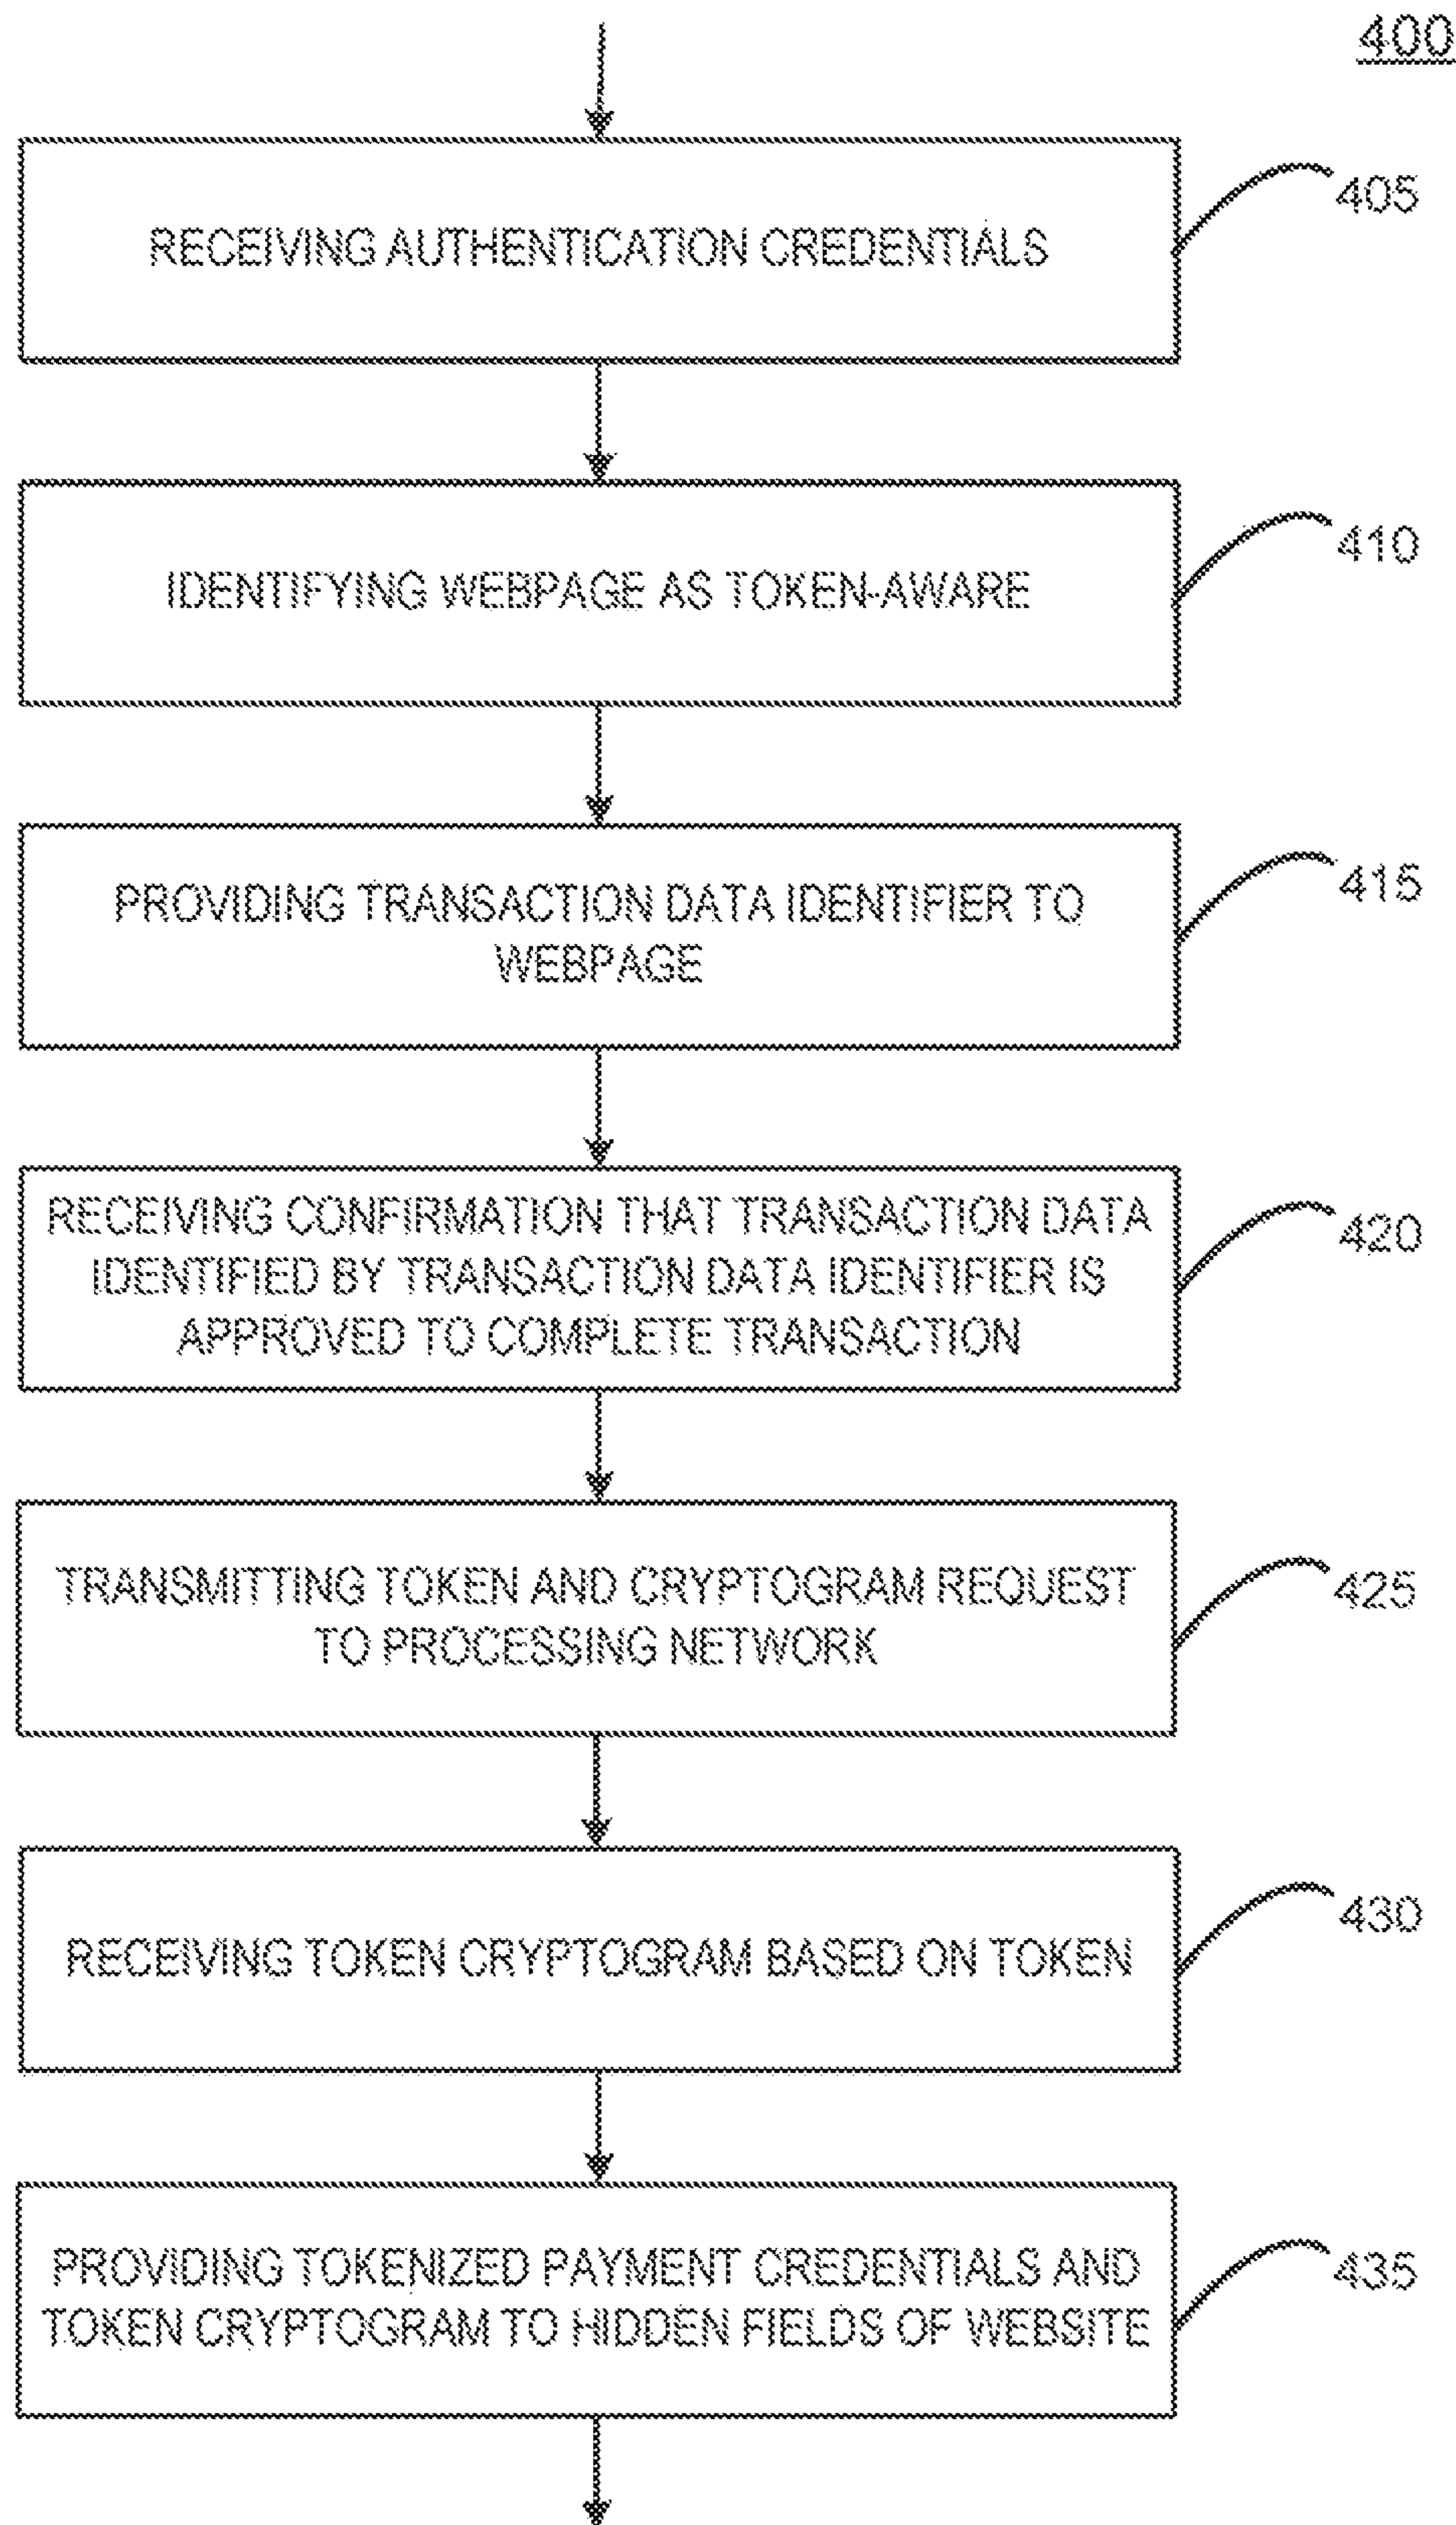 400
RECEIVING AUTHENTICATION CREDENTIALS
405
IDENTIFYING WEBPAGE AS TOKEN-AWARE
410
PROVIDING TRANSACTION DATA IDENTIFIER TO
WEBPAGE
415
RECEIVING CONFIRMATION THAT TRANSACTION DATA
IDENTIFIED BY TRANSACTION DATA IDENTIFIER IS
APPROVED TO COMPLETE TRANSACTION
420
TRANSMITTING TOKEN AND CRYPTOGRAM REQUEST
TO PROCESSING NETWORK
425
RECEIVING TOKEN CRYPTOGRAM BASED ON TOKEN
430
PROVIDING TOKENIZED PAYMENT CREDENTIALS AND
TOKEN CRYPTOGRAM TO HIDDEN FIELDS OF WEBSITE
435